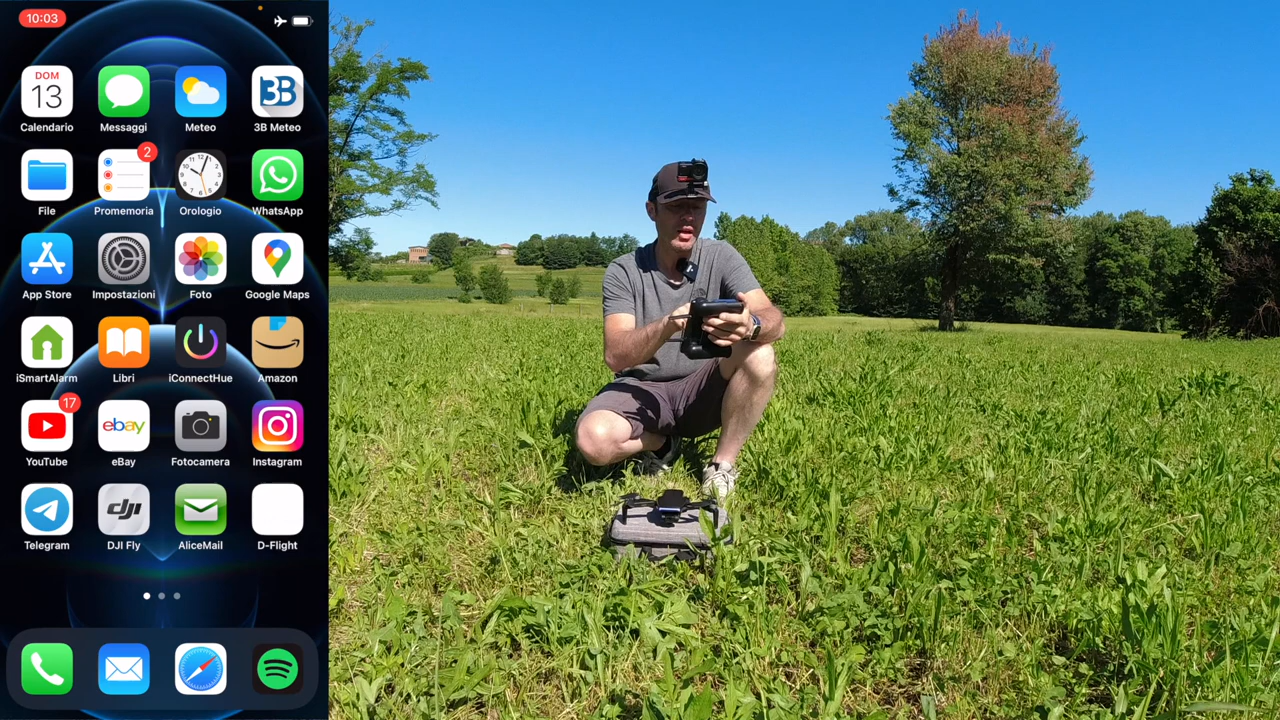 10:03
DOM
13
3B
Calendario
Messaggi
Meteo
3B Meteo
2
File
Promemoria
Orologio
WhatsApp
App Store
Impostazioni
Foto
Google Maps
iSmartAlarm
Libri
iConnectHue
Amazon
17
ebay
YouTube
eBay
Fotocamera
Instagram
dji
Telegram
DJI Fly
AliceMail
D-Flight